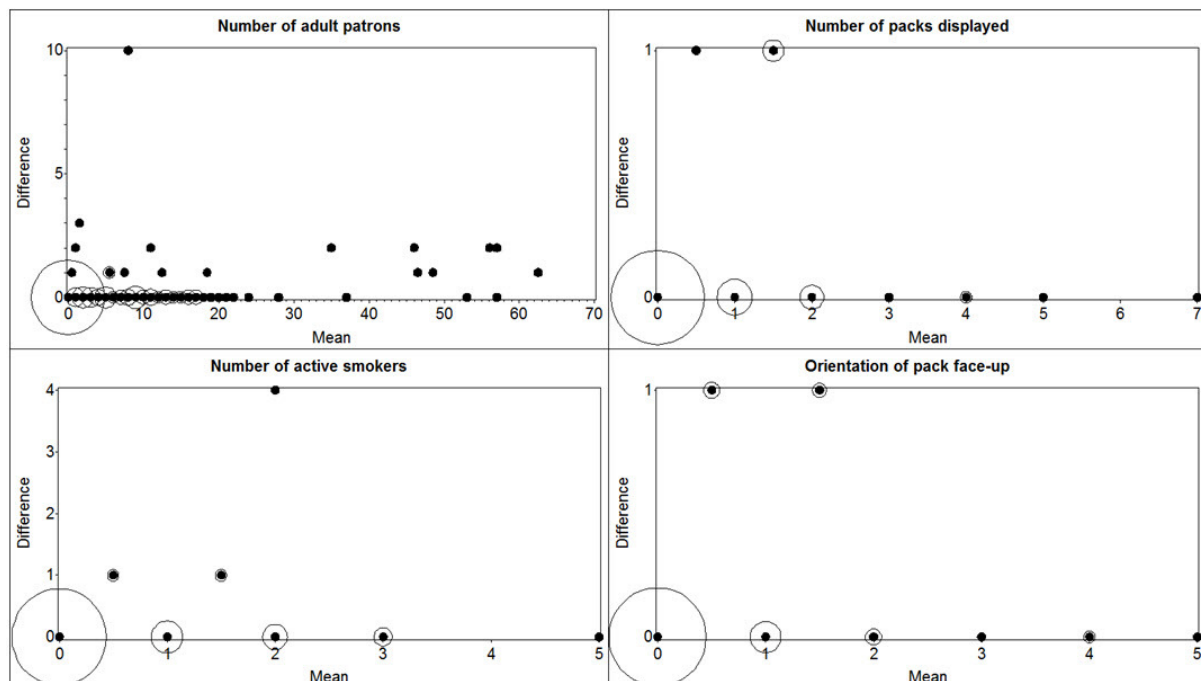 Number of adult patrons
10
5
0
Difference
0 10 20 30 40 50 60 70
Mean
Number of packs displayed
1
0
Difference
0 1 2 3 4 5 6 7
Mean
Number of active smokers
4
3
2
1
0
Difference
0 1 2 3 4 5
Mean
Orientation of pack face-up
1
0
Difference
0 1 2 3 4 5
Mean